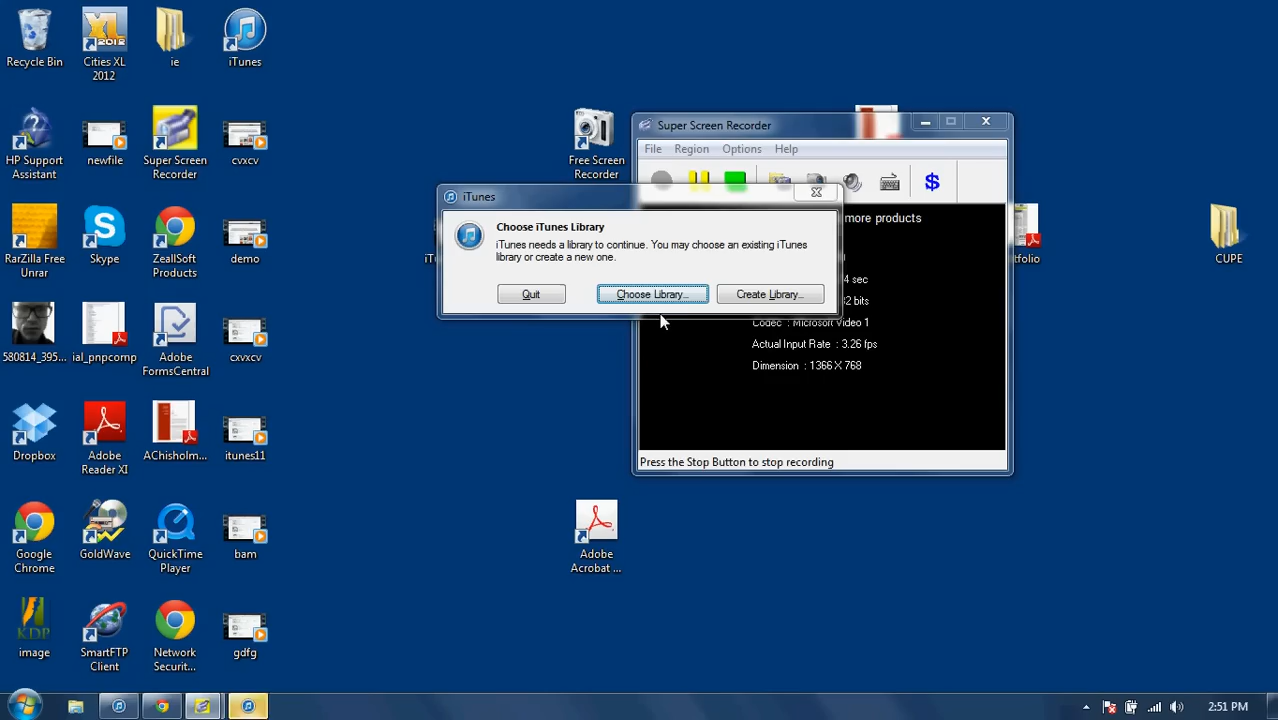 Recycle Bin
Cities XL
2012
ie
iTunes
HP Support
Assistant
newfile
Super Screen
Recorder
cvxcv
RarZilla Free
Unrar
Skype
ZeallSoft
Products
demo
580814_395...
ial_pnpcomp
Adobe
FormsCentral
cxvxcv
Dropbox
Adobe
Reader XI
AChisholm...
itunes11
Google
Chrome
GoldWave
QuickTime
Player
bam
image
SmartFTP
Client
Network
Securit...
gdfg
Free Screen
Recorder
Adobe
Acrobat ...
CUPE
Super Screen Recorder
File
Region
Options
Help
more products
Codec : Microsoft Video 1
Actual Input Rate : 3.26 fps
Dimension : 1366 X 768
Press the Stop Button to stop recording
iTunes
Choose iTunes Library
iTunes needs a library to continue. You may choose an existing iTunes
library or create a new one.
Quit
Choose Library...
Create Library...
2:51 PM